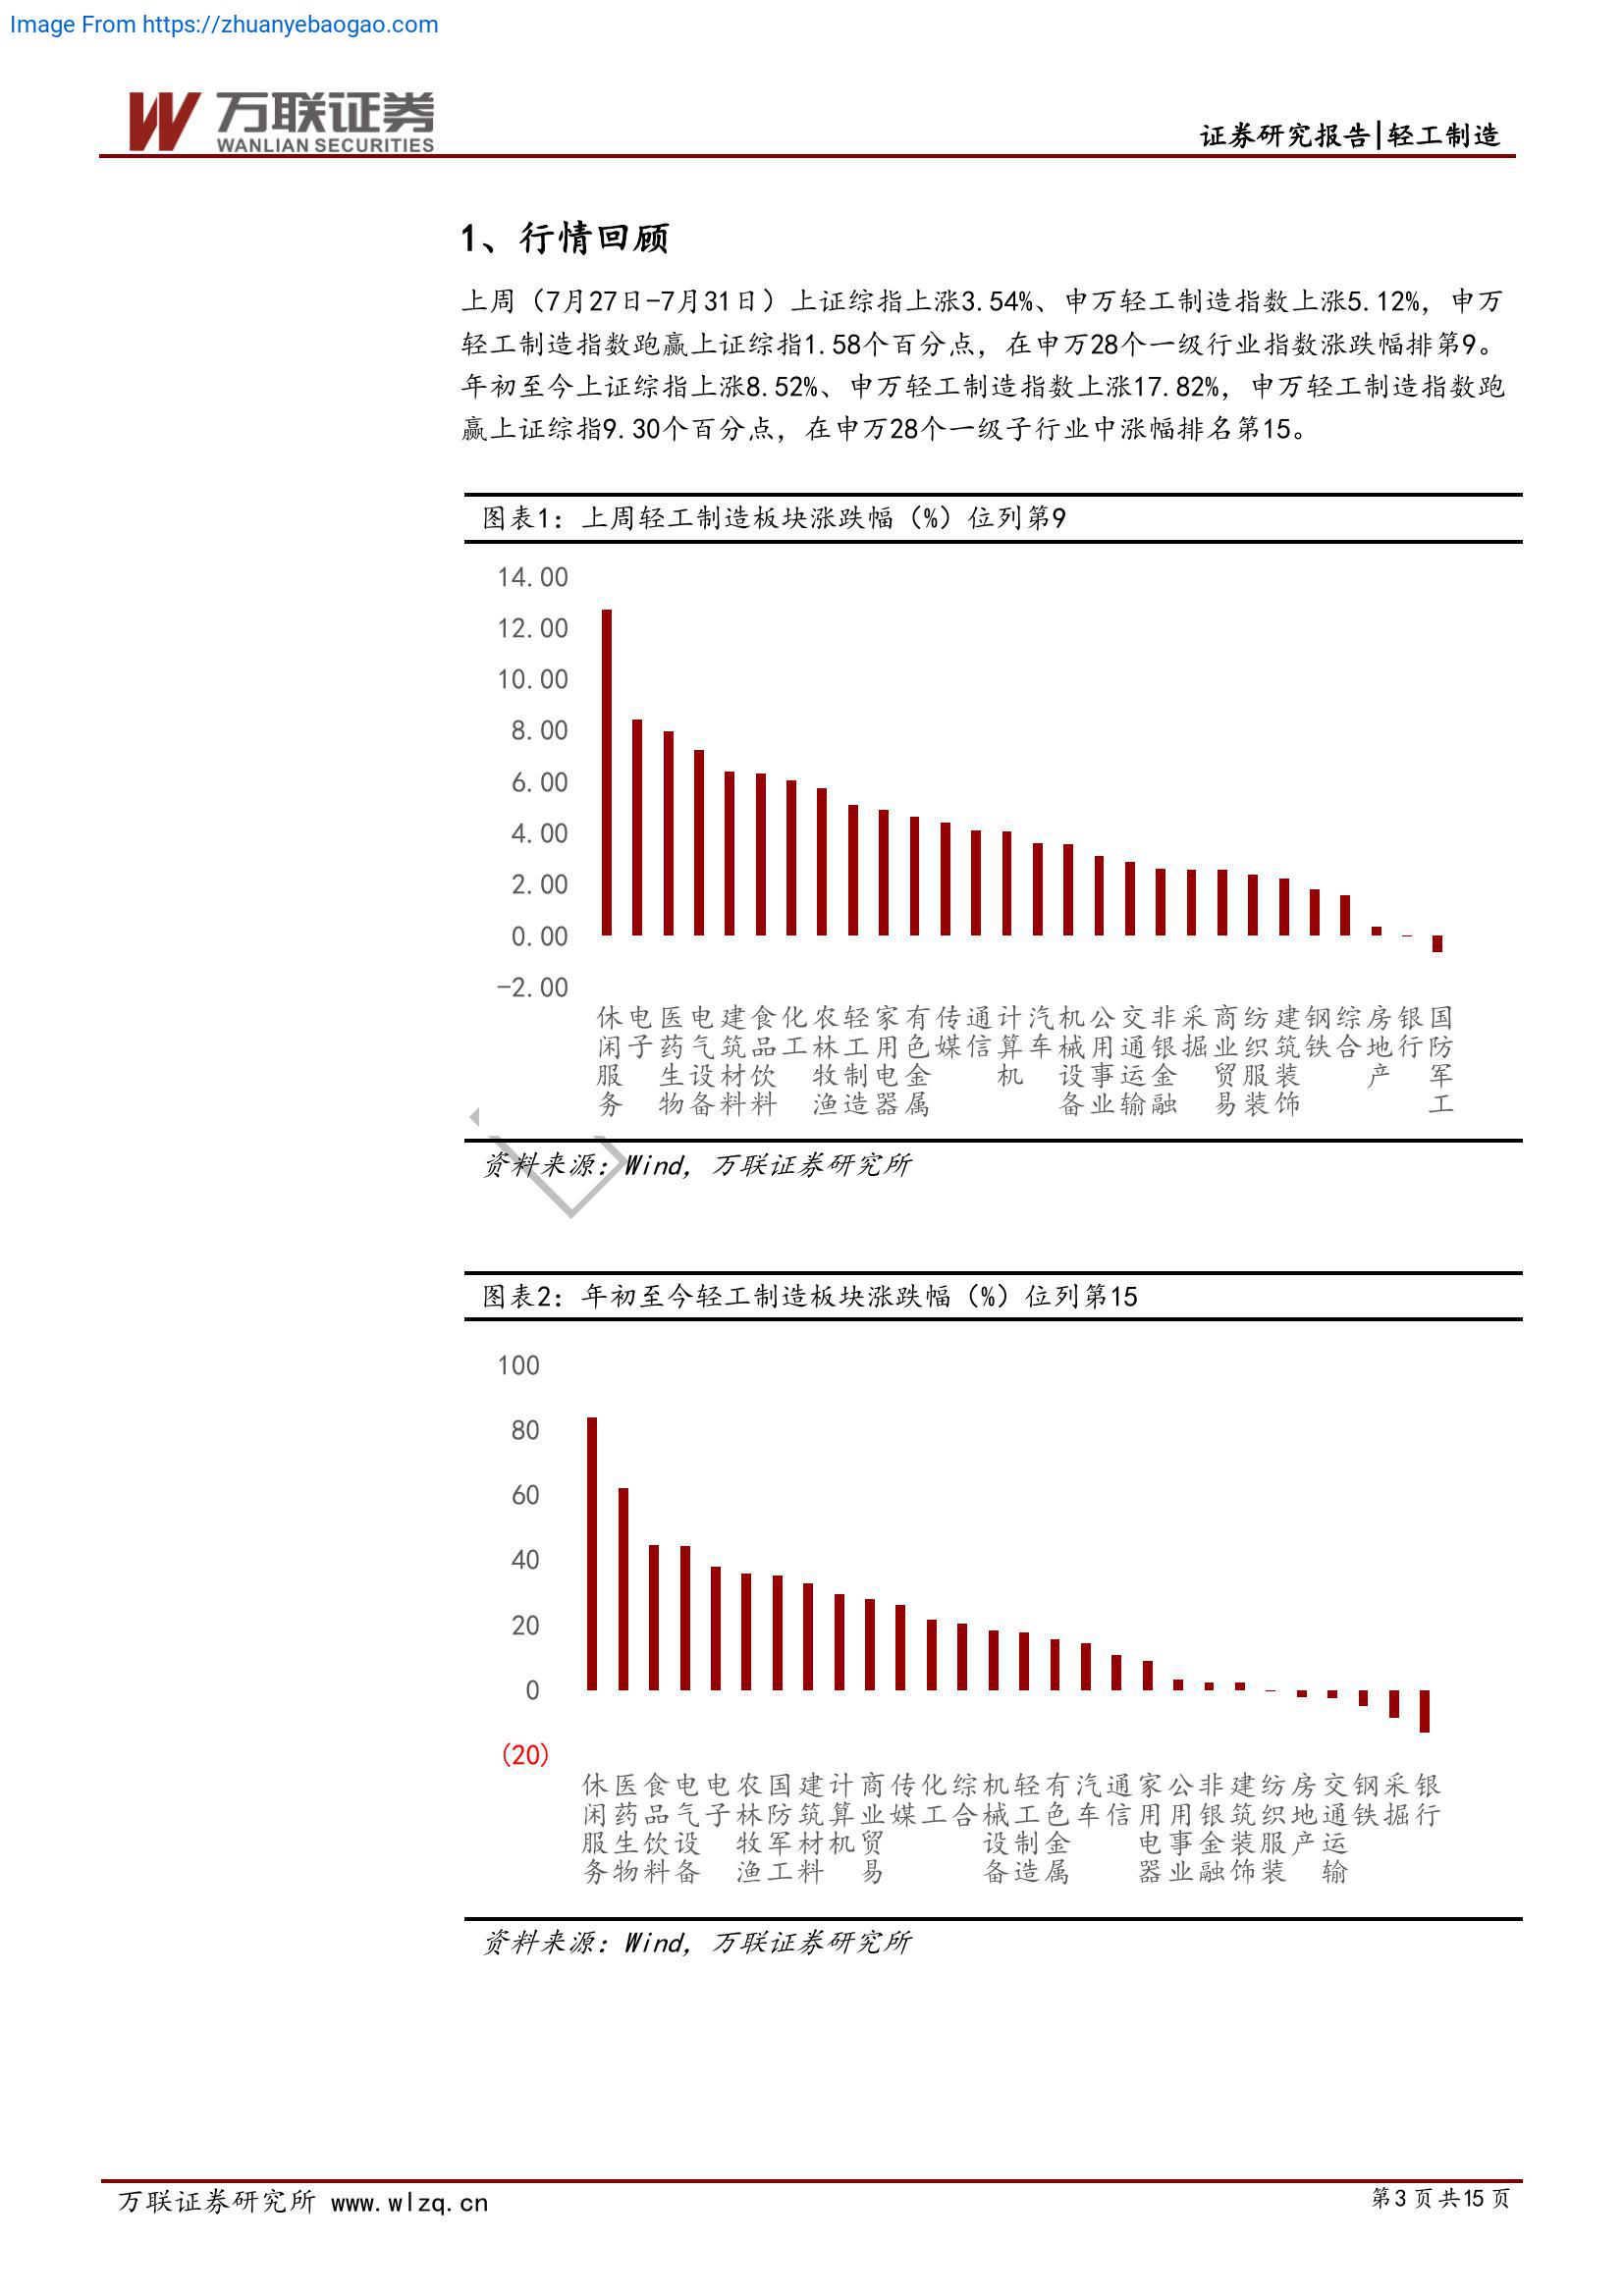 Image From https://zhuanyebaogao.com
万联证券
WANLIAN SECURITIES
证券研究报告|轻工制造
1、行情回顾
上周（7月27日-7月31日）上证综指上涨3.54%、申万轻工制造指数上涨5.12%，申万
轻工制造指数跑赢上证综指1.58个百分点，在申万28个一级行业指数涨跌幅排第9。
年初至今上证综指上涨8.52%、申万轻工制造指数上涨17.82%，申万轻工制造指数跑
赢上证综指9.30个百分点，在申万28个一级子行业中涨幅排名第15。
图表1：上周轻工制造板块涨跌幅（%）位列第9
14.00
12.00
10.00
8.00
6.00
4.00
2.00
0.00
-2.00
休闲服务
电子
医药生物
电气设备
建筑材料
食品饮料
化工
农林牧渔
轻工制造
家用电器
有色金属
传媒
通信
计算机
汽车
机械设备
公用事业
交通运输
非银金融
采掘
商业贸易
纺织服装
建筑装饰
钢铁
综合
房地产
银行
国防军工
资料来源：Wind，万联证券研究所
图表2：年初至今轻工制造板块涨跌幅（%）位列第15
100
80
60
40
20
0
(20)
休闲服务
医药生物
食品饮料
电气设备
电子
农林牧渔
国防军工
建筑材料
计算机
商业贸易
传媒
化工
综合
机械设备
轻工制造
有色金属
汽车
通信
家用电器
公用事业
非银金融
建筑装饰
纺织服装
房地产
交通运输
钢铁
采掘
银行
资料来源：Wind，万联证券研究所
万联证券研究所 www.wlzq.cn
第3页共15页